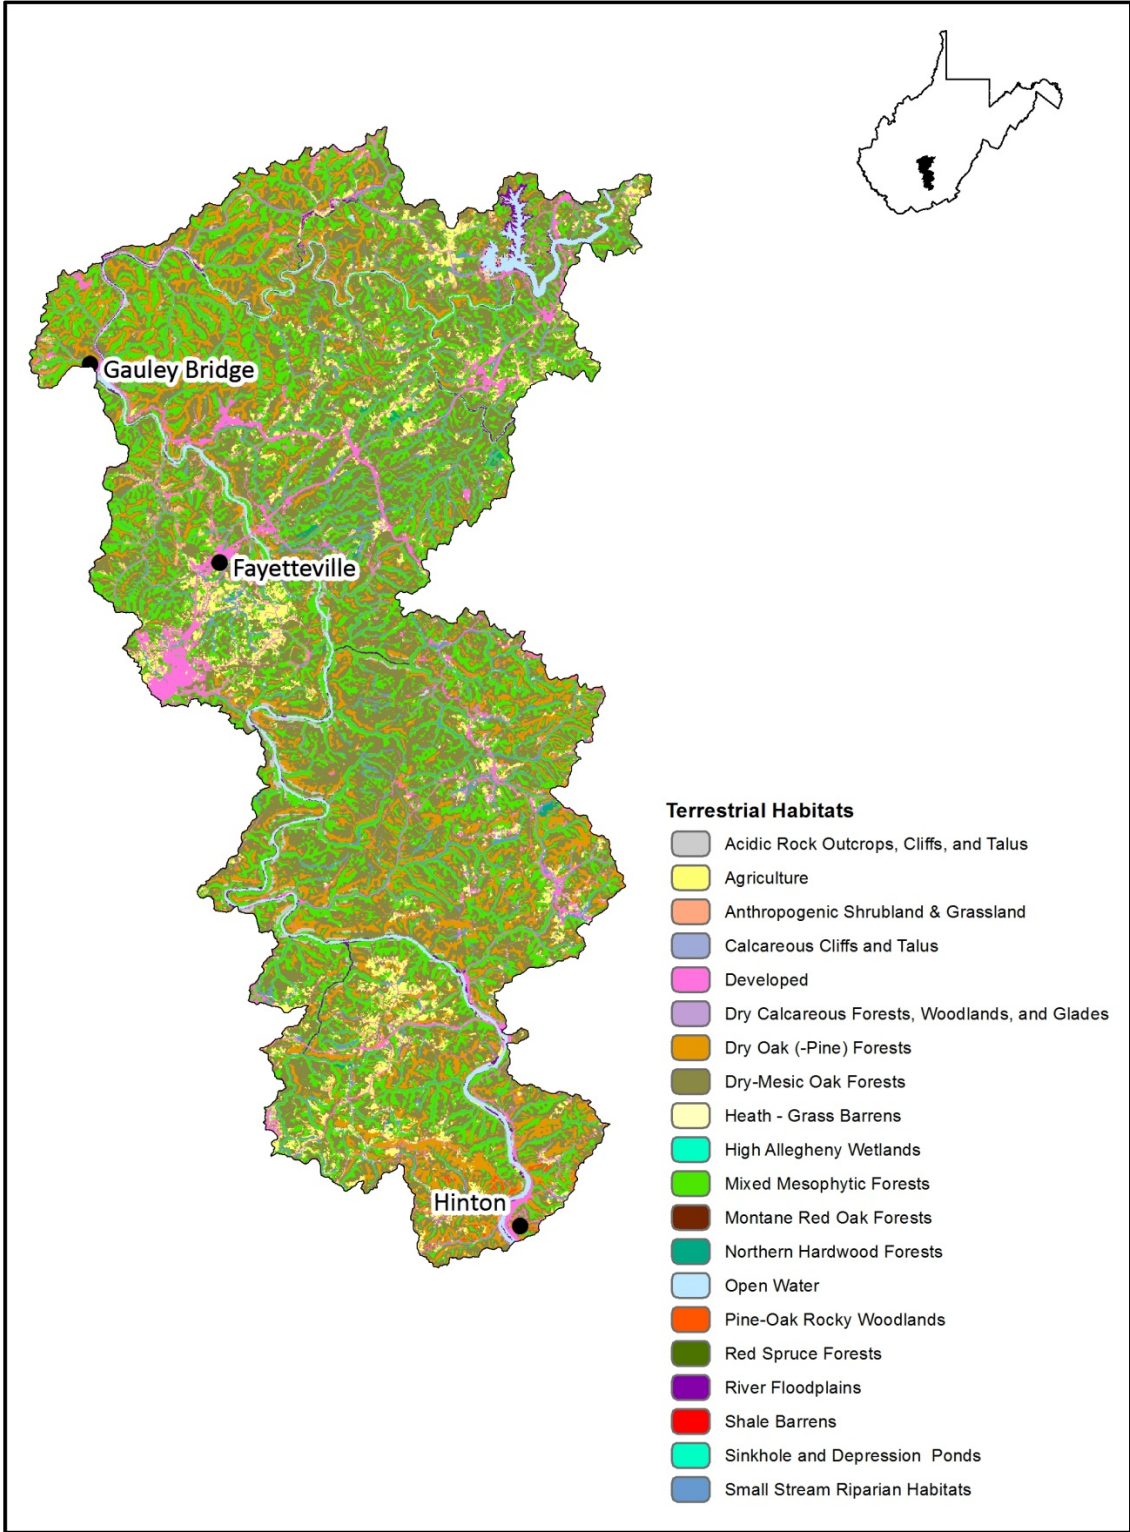 Gauley Bridge
Fayetteville
Hinton
Terrestrial Habitats
Acidic Rock Outcrops, Cliffs, and Talus
Agriculture
Anthropogenic Shrubland & Grassland
Calcareous Cliffs and Talus
Developed
Dry Calcareous Forests, Woodlands, and Glades
Dry Oak (-Pine) Forests
Dry-Mesic Oak Forests
Heath - Grass Barrens
High Allegheny Wetlands
Mixed Mesophytic Forests
Montane Red Oak Forests
Northern Hardwood Forests
Open Water
Pine-Oak Rocky Woodlands
Red Spruce Forests
River Floodplains
Shale Barrens
Sinkhole and Depression Ponds
Small Stream Riparian Habitats